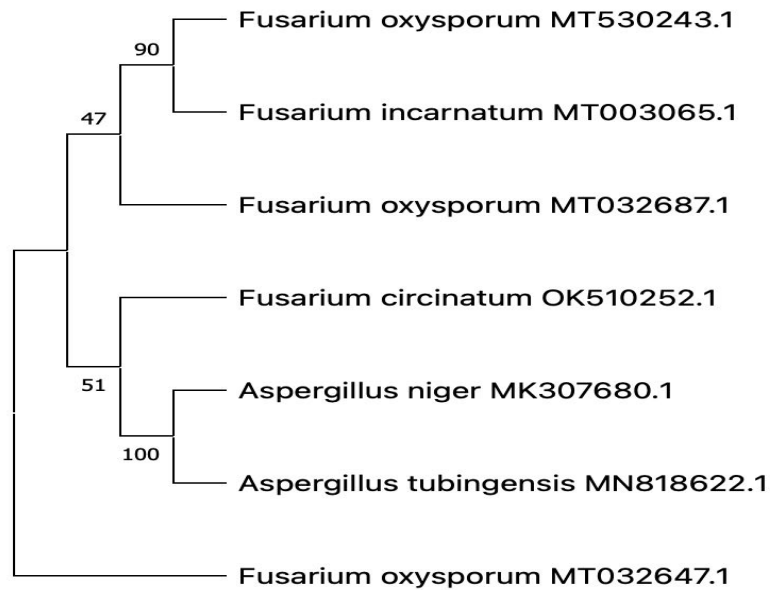 Fusarium oxysporum MT530243.1
90
Fusarium incarnatum MT003065.1
47
Fusarium oxysporum MT032687.1
Fusarium circinatum OK510252.1
51
Aspergillus niger MK307680.1
100
Aspergillus tubingensis MN818622.1
Fusarium oxysporum MT032647.1